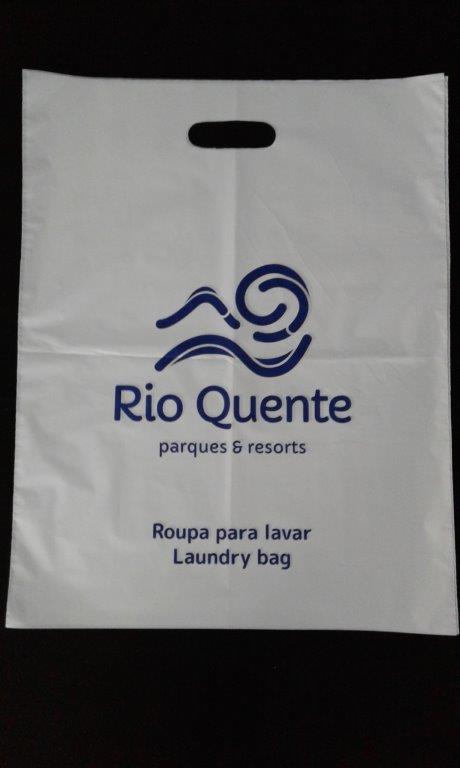 Rio Quente
parques & resorts
Roupa para lavar
Laundry bag